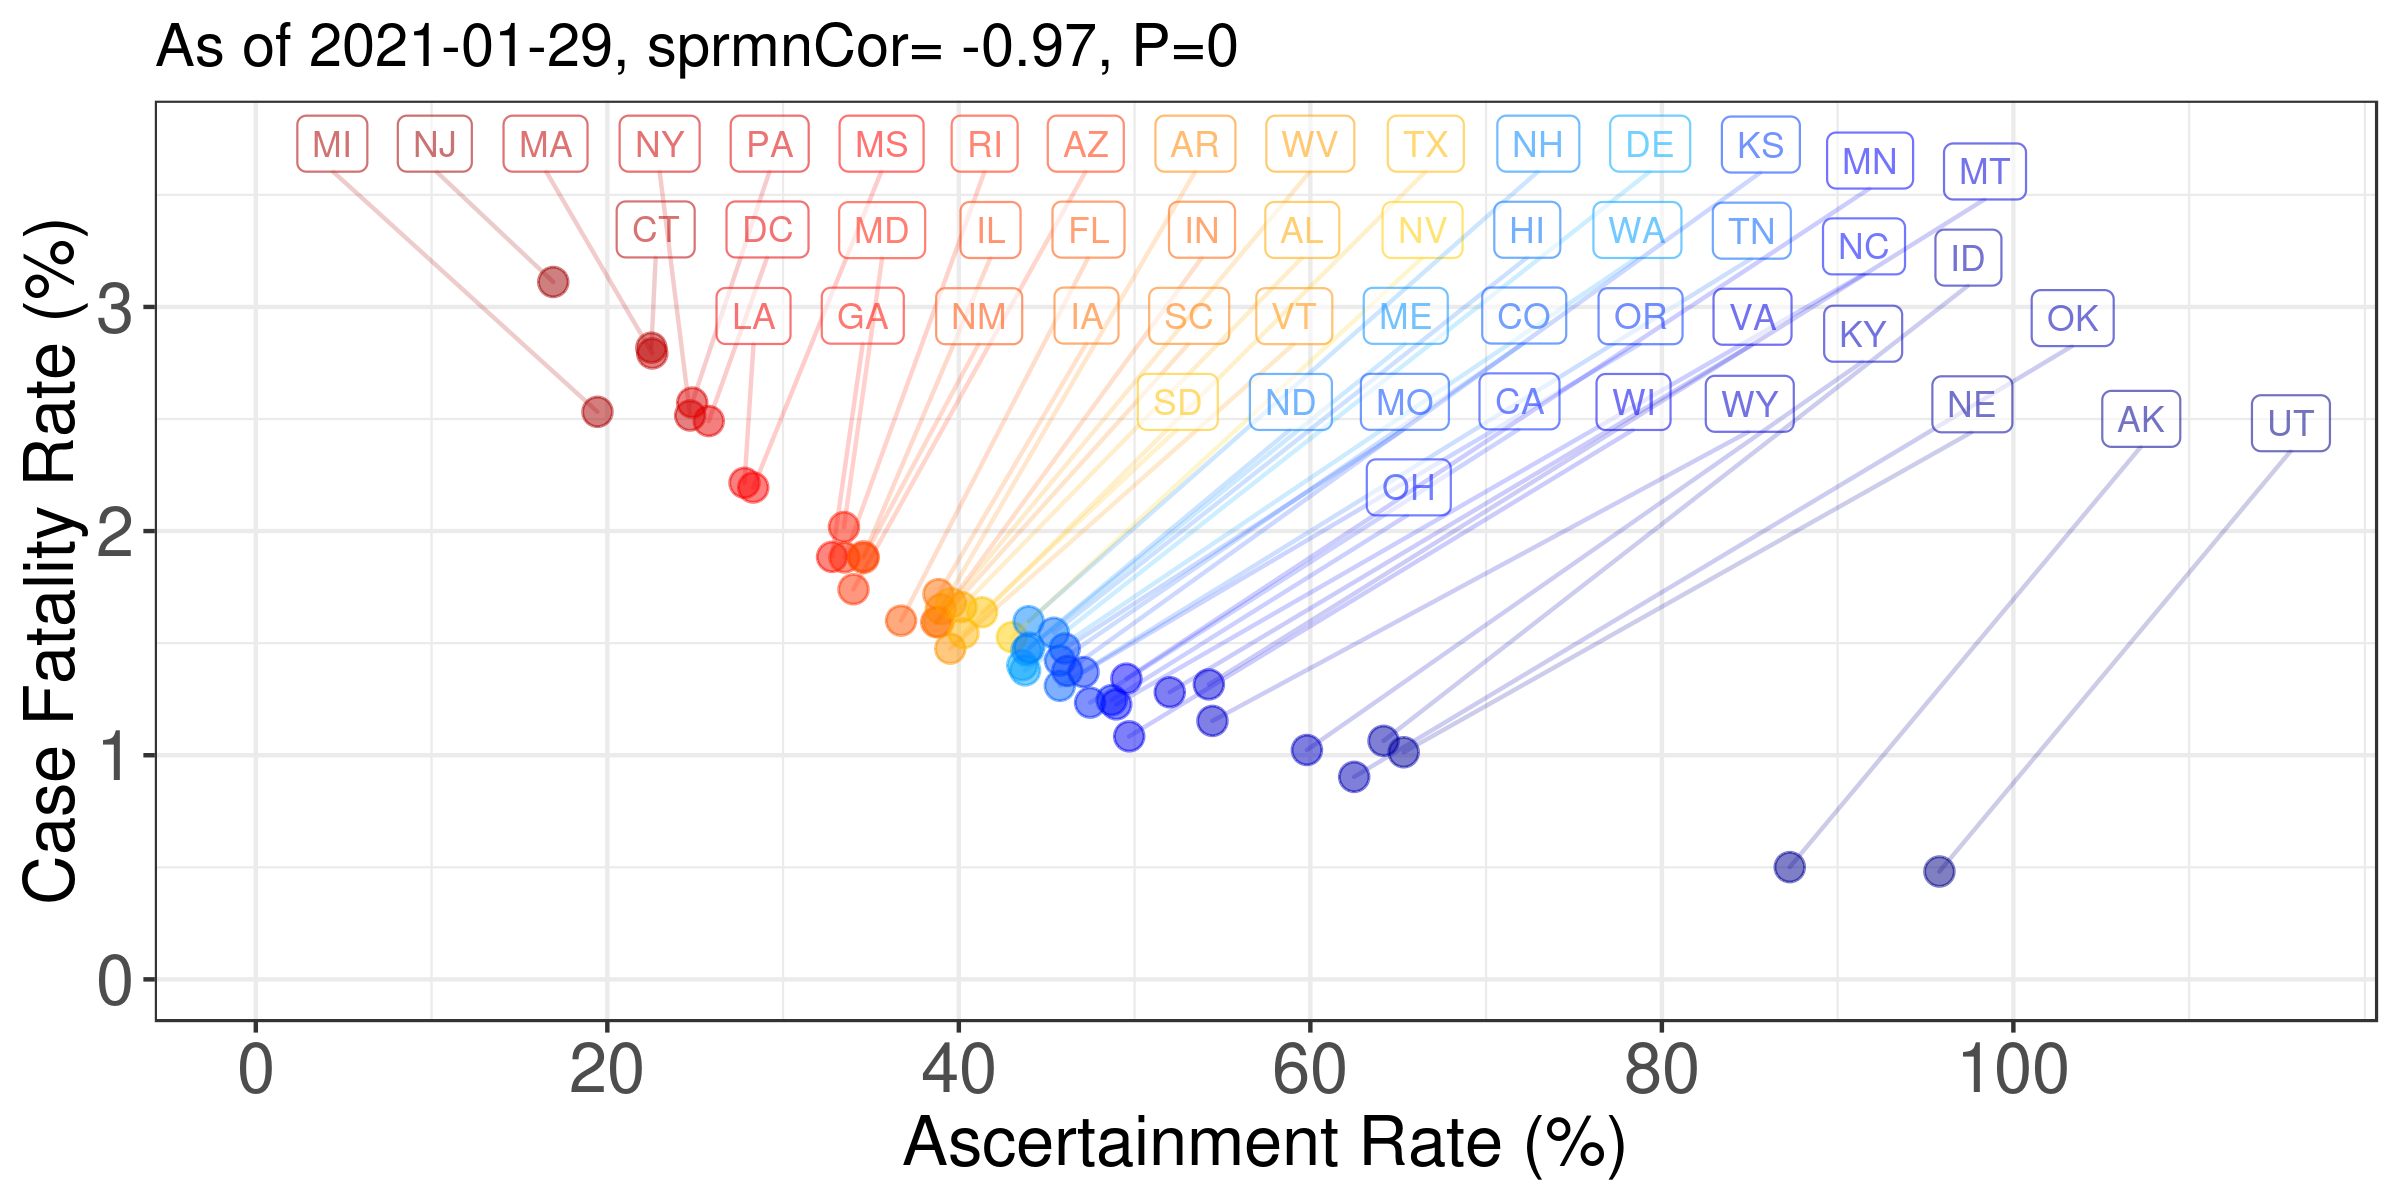 As of 2021-01-29, sprmnCor= -0.97, P=0
MI NJ MA NY PA MS RI AZ AR WV TX NH DE KS MN MT
CT DC MD IL FL IN AL NV HI WA TN NC ID
LA GA NM IA SC VT ME CO OR VA KY OK
SD ND MO CA WI WY NE AK UT
OH
Case Fatality Rate (%)
3
2
1
0
0 20 40 60 80 100
Ascertainment Rate (%)